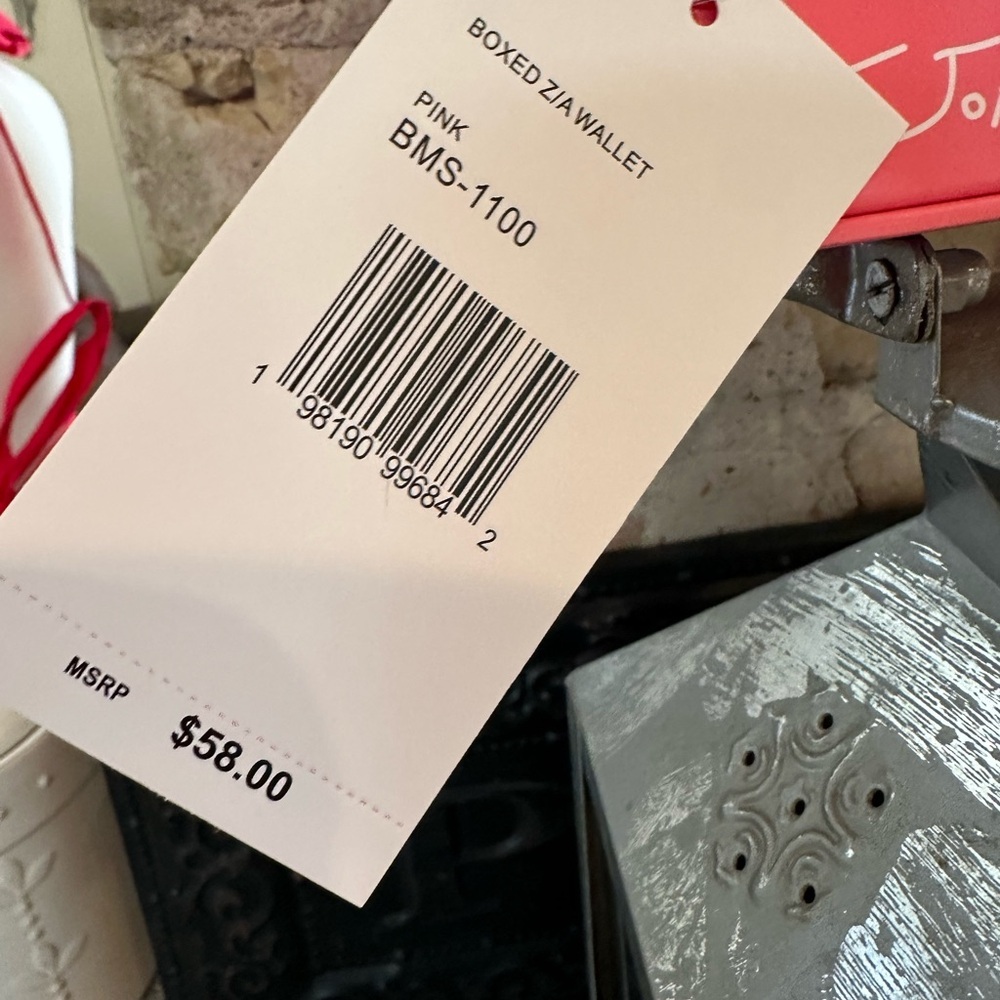 BOXED Z/A WALLET
PINK
BMS-1100
1 98190 99684 2
MSRP
$58.00